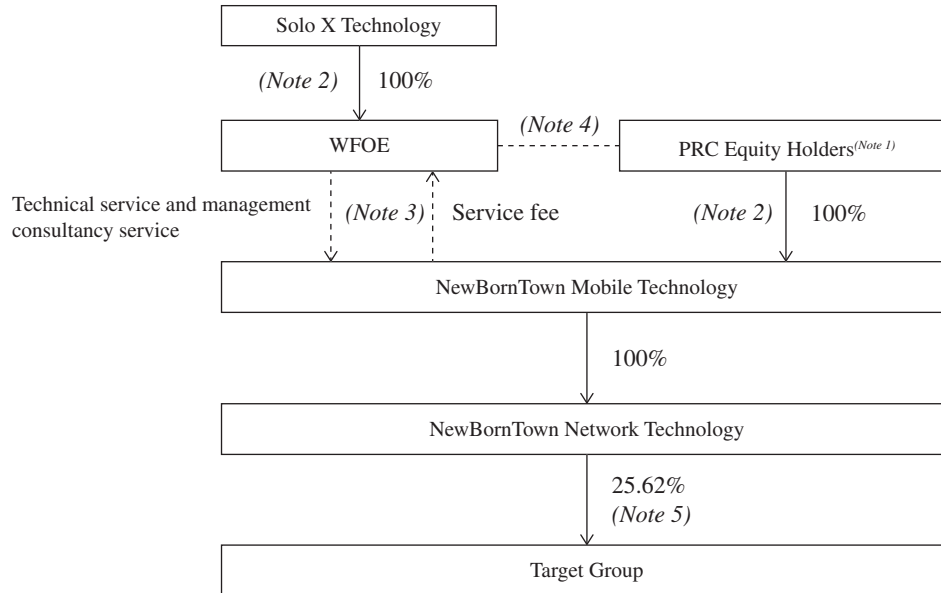 Solo X Technology
(Note 2) 100%
WFOE
(Note 4)
PRC Equity Holders(Note 1)
Technical service and management
consultancy service
(Note 3)
Service fee
(Note 2) 100%
NewBornTown Mobile Technology
100%
NewBornTown Network Technology
25.62%
(Note 5)
Target Group